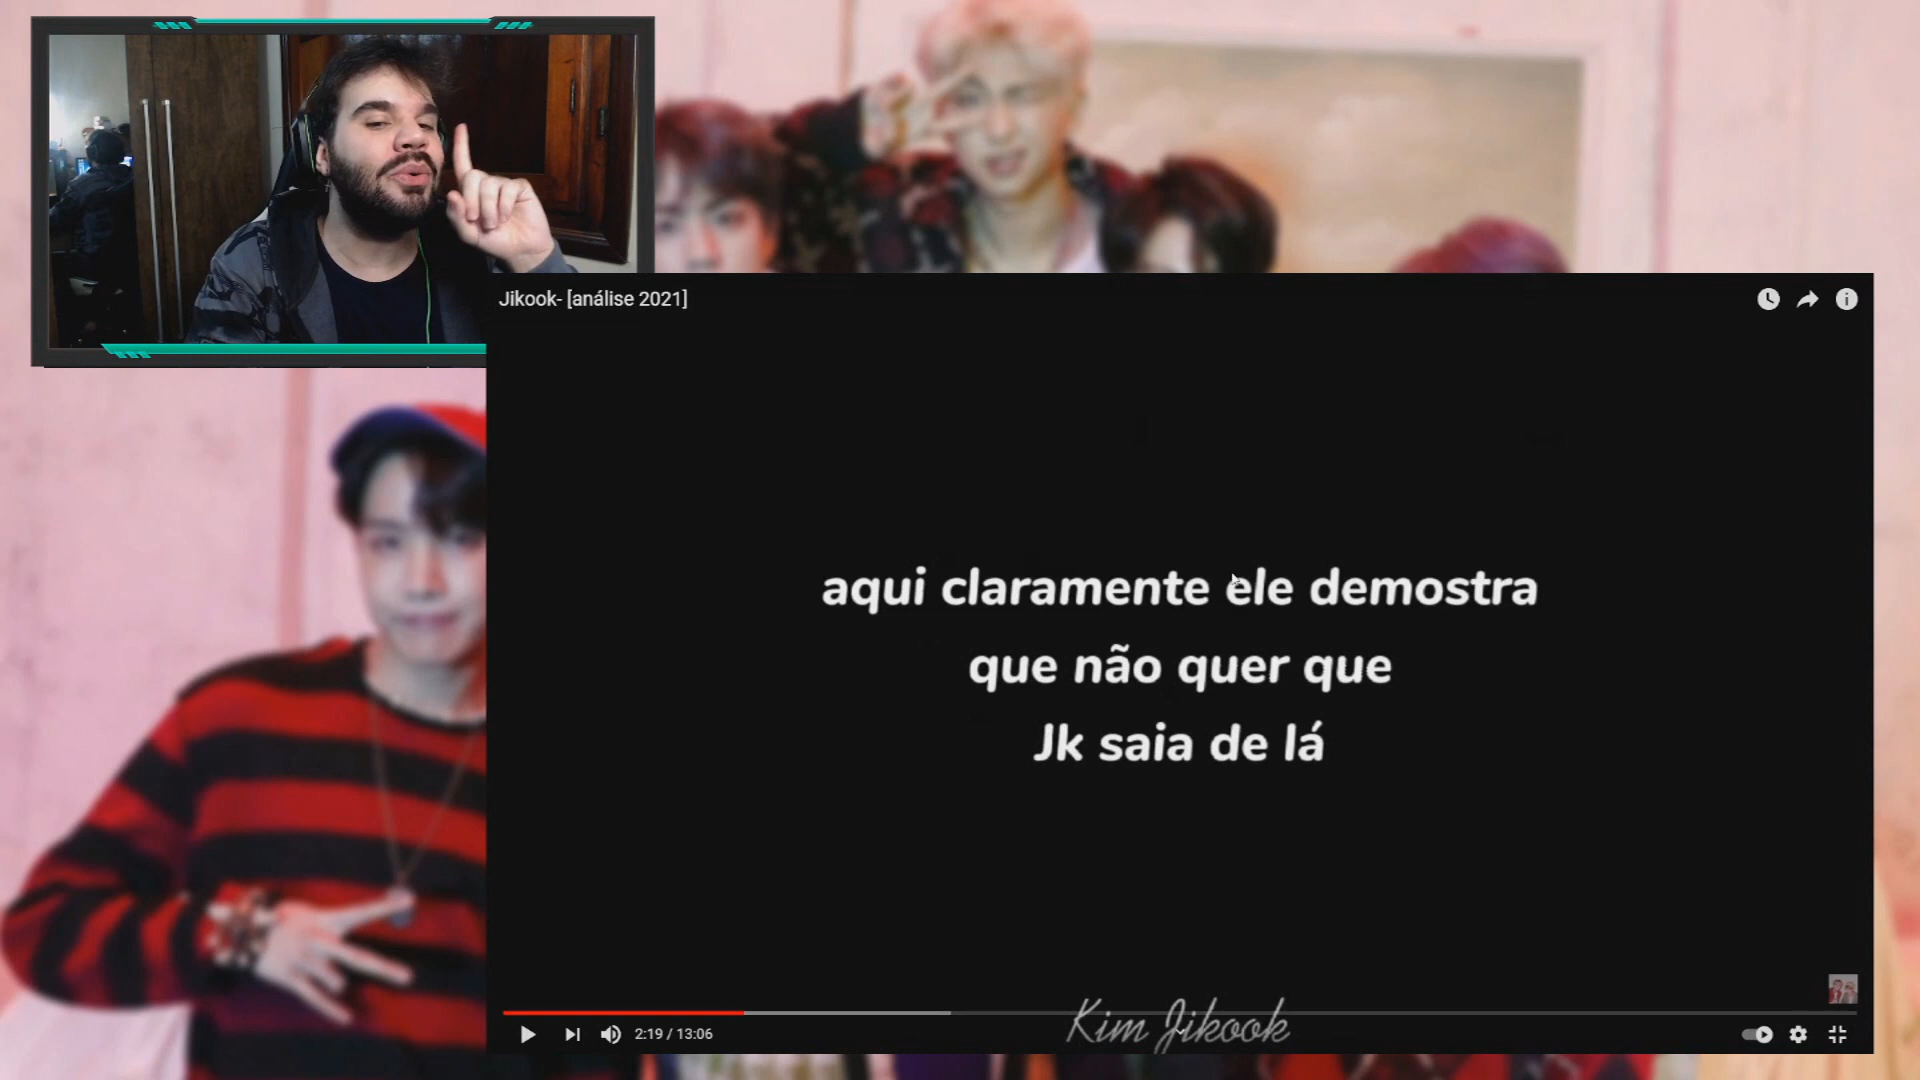 Jikook- [análise 2021]
aqui claramente ele demostra
que não quer que
Jk saia de lá
Kim Jikook
2:19 / 13:06